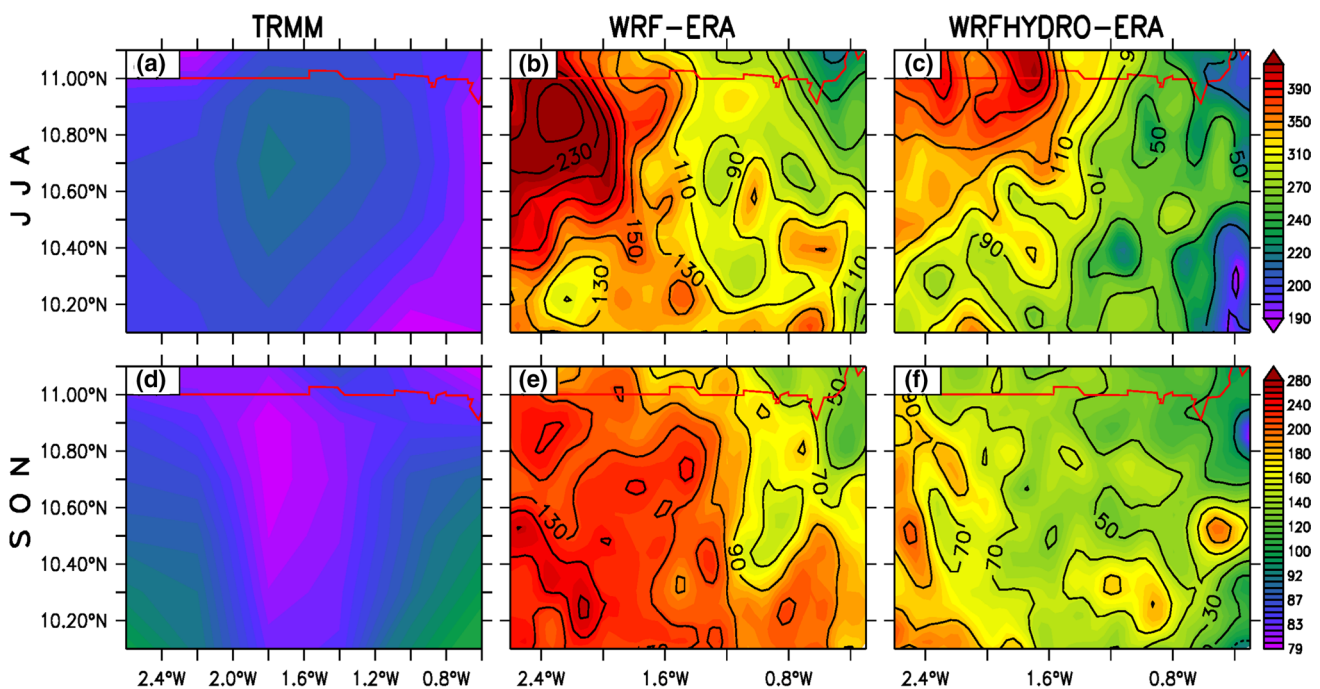 TRMM WRF-ERA WRFHYDRO-ERA
JJA
(a) (b) (c)
11.00°N
10.80°N
10.60°N
10.40°N
10.20°N
230 90 110 150 130 130 110
9 110 50 50 70 90
390
350
310
270
240
220
200
190
SON
(d) (e) (f)
11.00°N
10.80°N
10.60°N
10.40°N
10.20°N
50 130 70 90
70 70 50 30
280
240
200
180
160
140
120
100
92
87
83
79
2.4°W 2.0°W 1.6°W 1.2°W 0.8°W 2.4°W 1.6°W 0.8°W 2.4°W 1.6°W 0.8°W